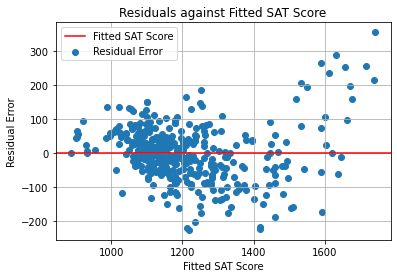 Residuals against Fitted SAT Score
Fitted SAT Score
Residual Error
300
200
100
0
−100
−200
Residual Error
1000 1200 1400 1600
Fitted SAT Score